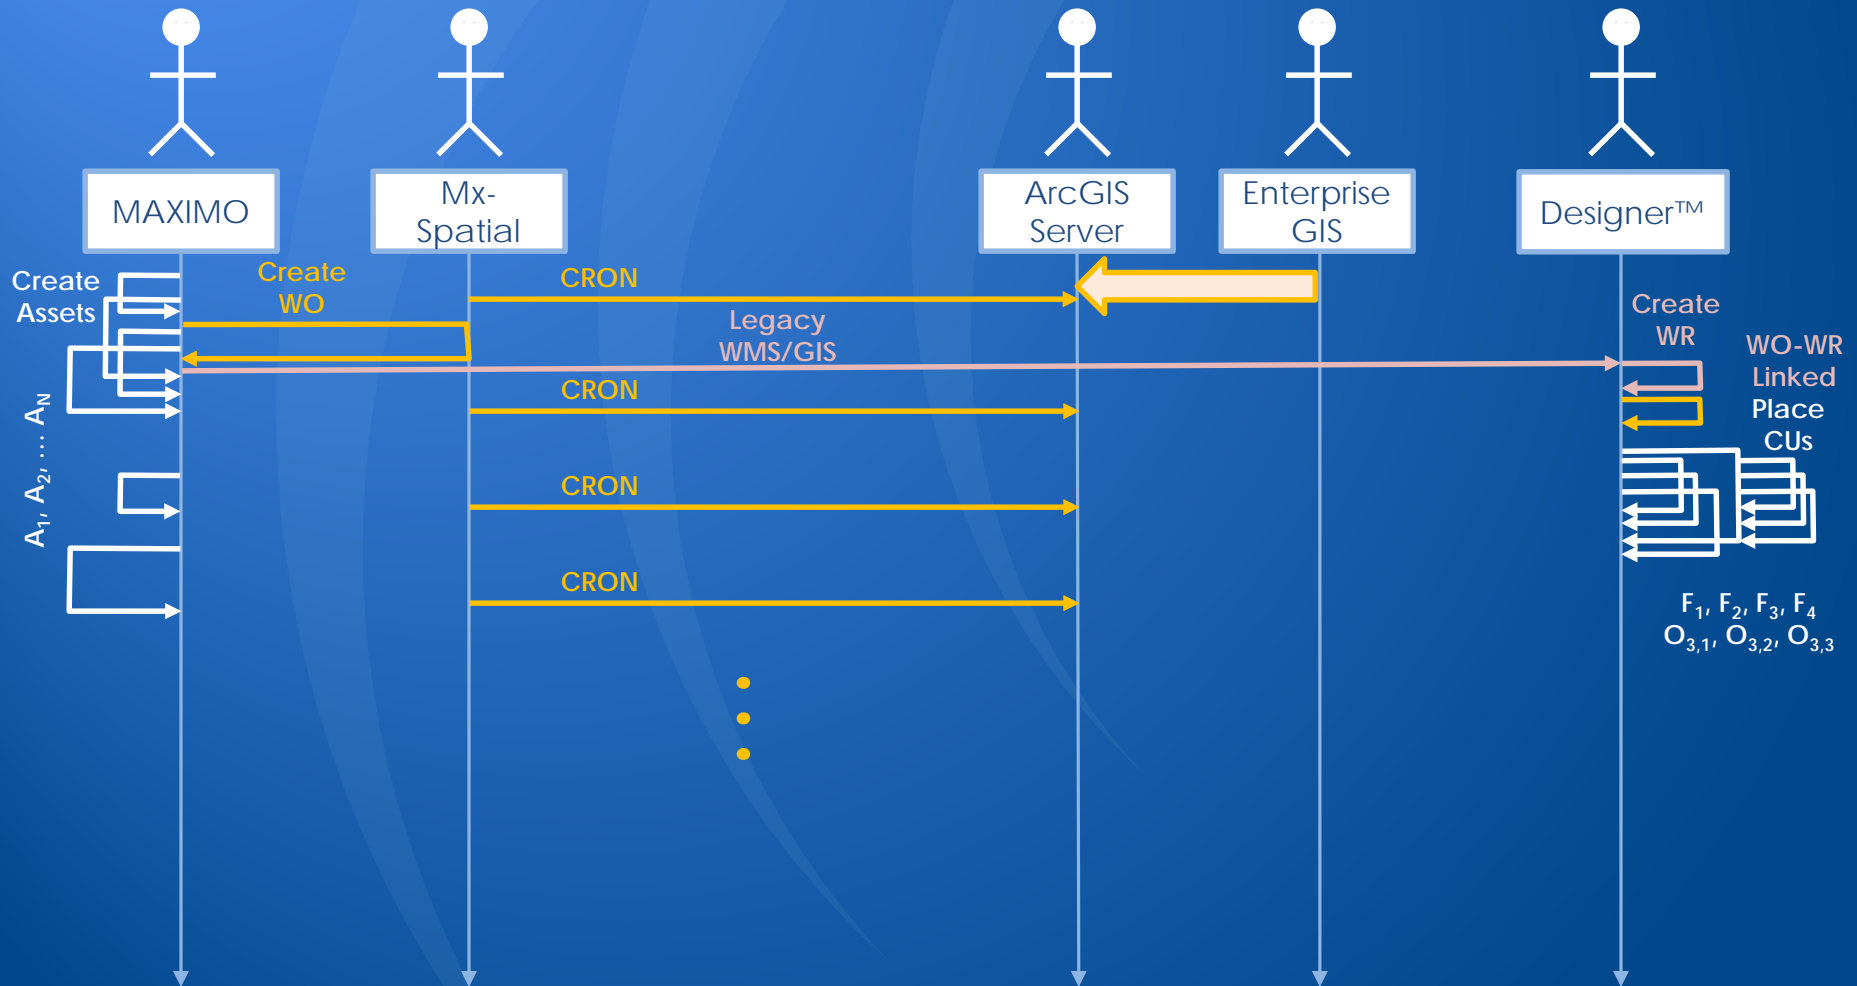 MAXIMO
Mx-
Spatial
ArcGIS
Server
Enterprise
GIS
Designer™
Create
Assets
Create
WO
CRON
Legacy
WMS/GIS
Create
WR
WO-WR
Linked
Place
CUs
CRON
A₁, A₂, … A_N
CRON
CRON
F₁, F₂, F₃, F₄
O₃,₁, O₃,₂, O₃,₃